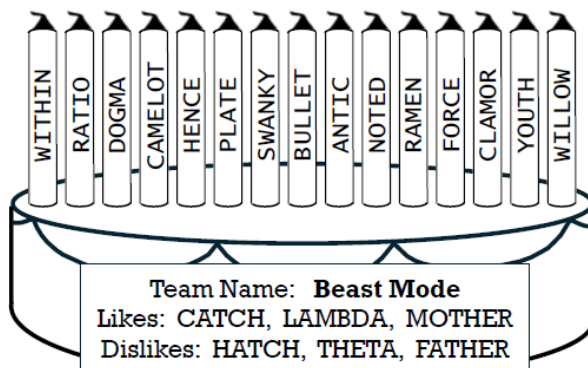 WITHIN
RATIO
DOGMA
CAMELOT
HENCE
PLATE
SWANKY
BULLET
ANTIC
NOTED
RAMEN
FORCE
CLAMOR
YOUTH
WILLOW
Team Name: Beast Mode
Likes: CATCH, LAMBDA, MOTHER
Dislikes: HATCH, THETA, FATHER